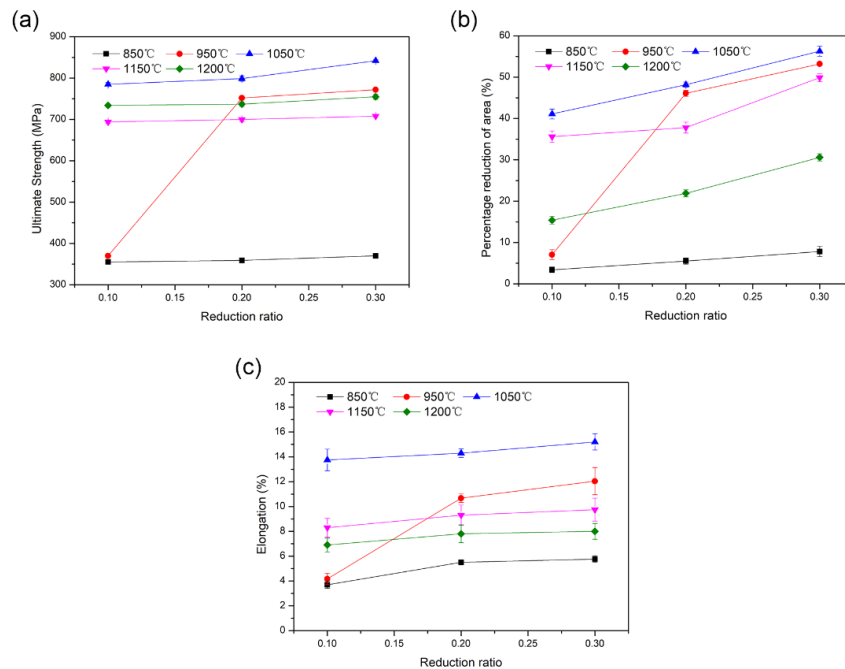 (a)
850℃ 950℃ 1050℃
1150℃ 1200℃
900
800
700
600
500
400
300
0.10 0.15 0.20 0.25 0.30
Ultimate Strength (MPa)
Reduction ratio
(b)
850℃ 950℃ 1050℃
1150℃ 1200℃
60
50
40
30
20
10
0
0.10 0.15 0.20 0.25 0.30
Percentage reduction of area (%)
Reduction ratio
(c)
850℃ 950℃ 1050℃
1150℃ 1200℃
20
18
16
14
12
10
8
6
4
2
0
0.10 0.15 0.20 0.25 0.30
Elongation (%)
Reduction ratio